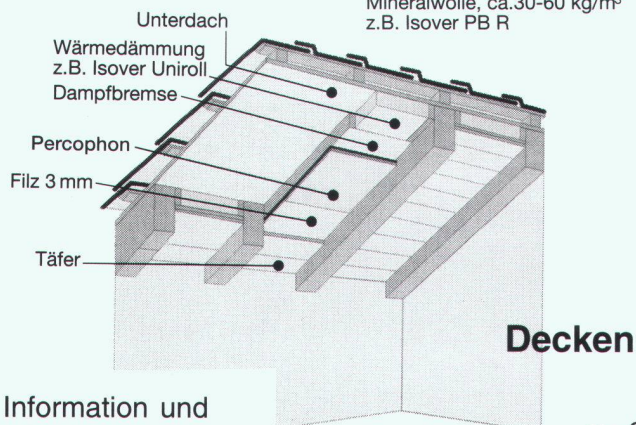 Mineralwolle, ca.30-60 kg/m³
z.B. Isover PB R
Unterdach
Wärmedämmung
z.B. Isover Uniroll
Dampfbremse
Percophon
Filz 3 mm
Täfer
Decken
Information und